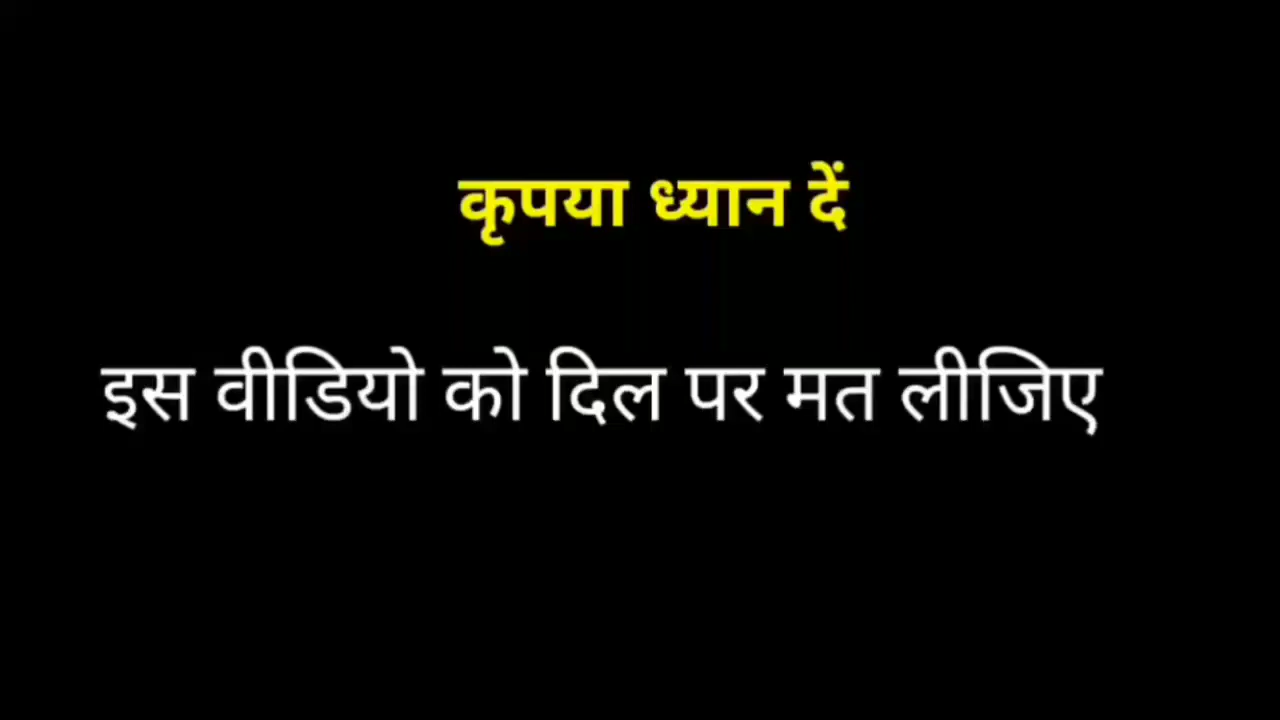 कृपया ध्यान दें
इस वीडियो को दिल पर मत लीजिए